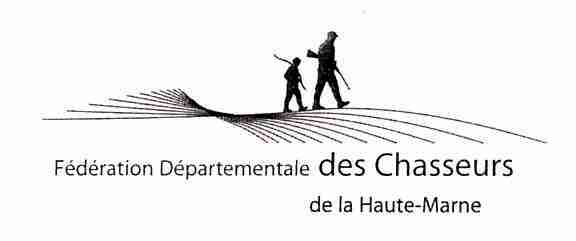 Fédération Départementale des Chasseurs
de la Haute-Marne